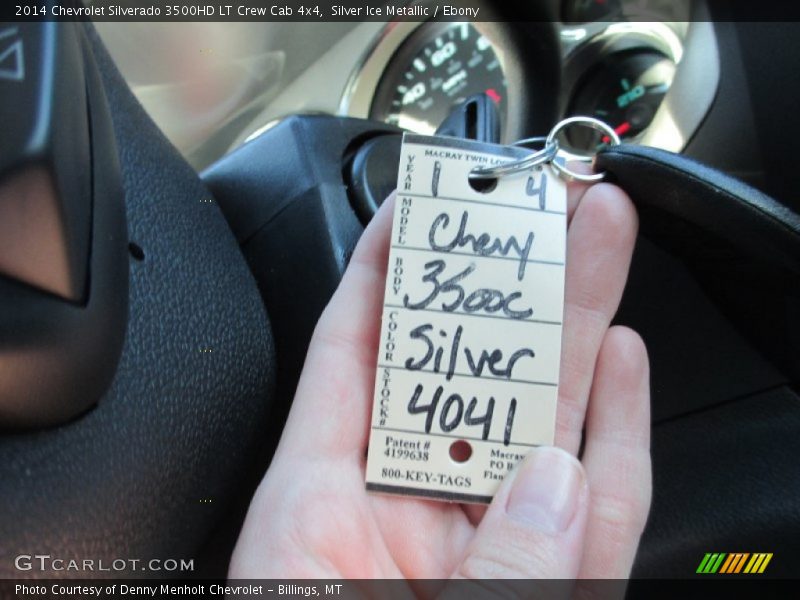 2014 Chevrolet Silverado 3500HD LT Crew Cab 4x4, Silver Ice Metallic / Ebony
MACRAY TWIN
YEAR 1 4
MODEL Chevy
BODY 3500c
COLOR Silver
STOCK# 4041
Patent #
4199638
Macray
PO
800-KEY-TAGS
GTCARLOT.COM
Photo Courtesy of Denny Menholt Chevrolet - Billings, MT